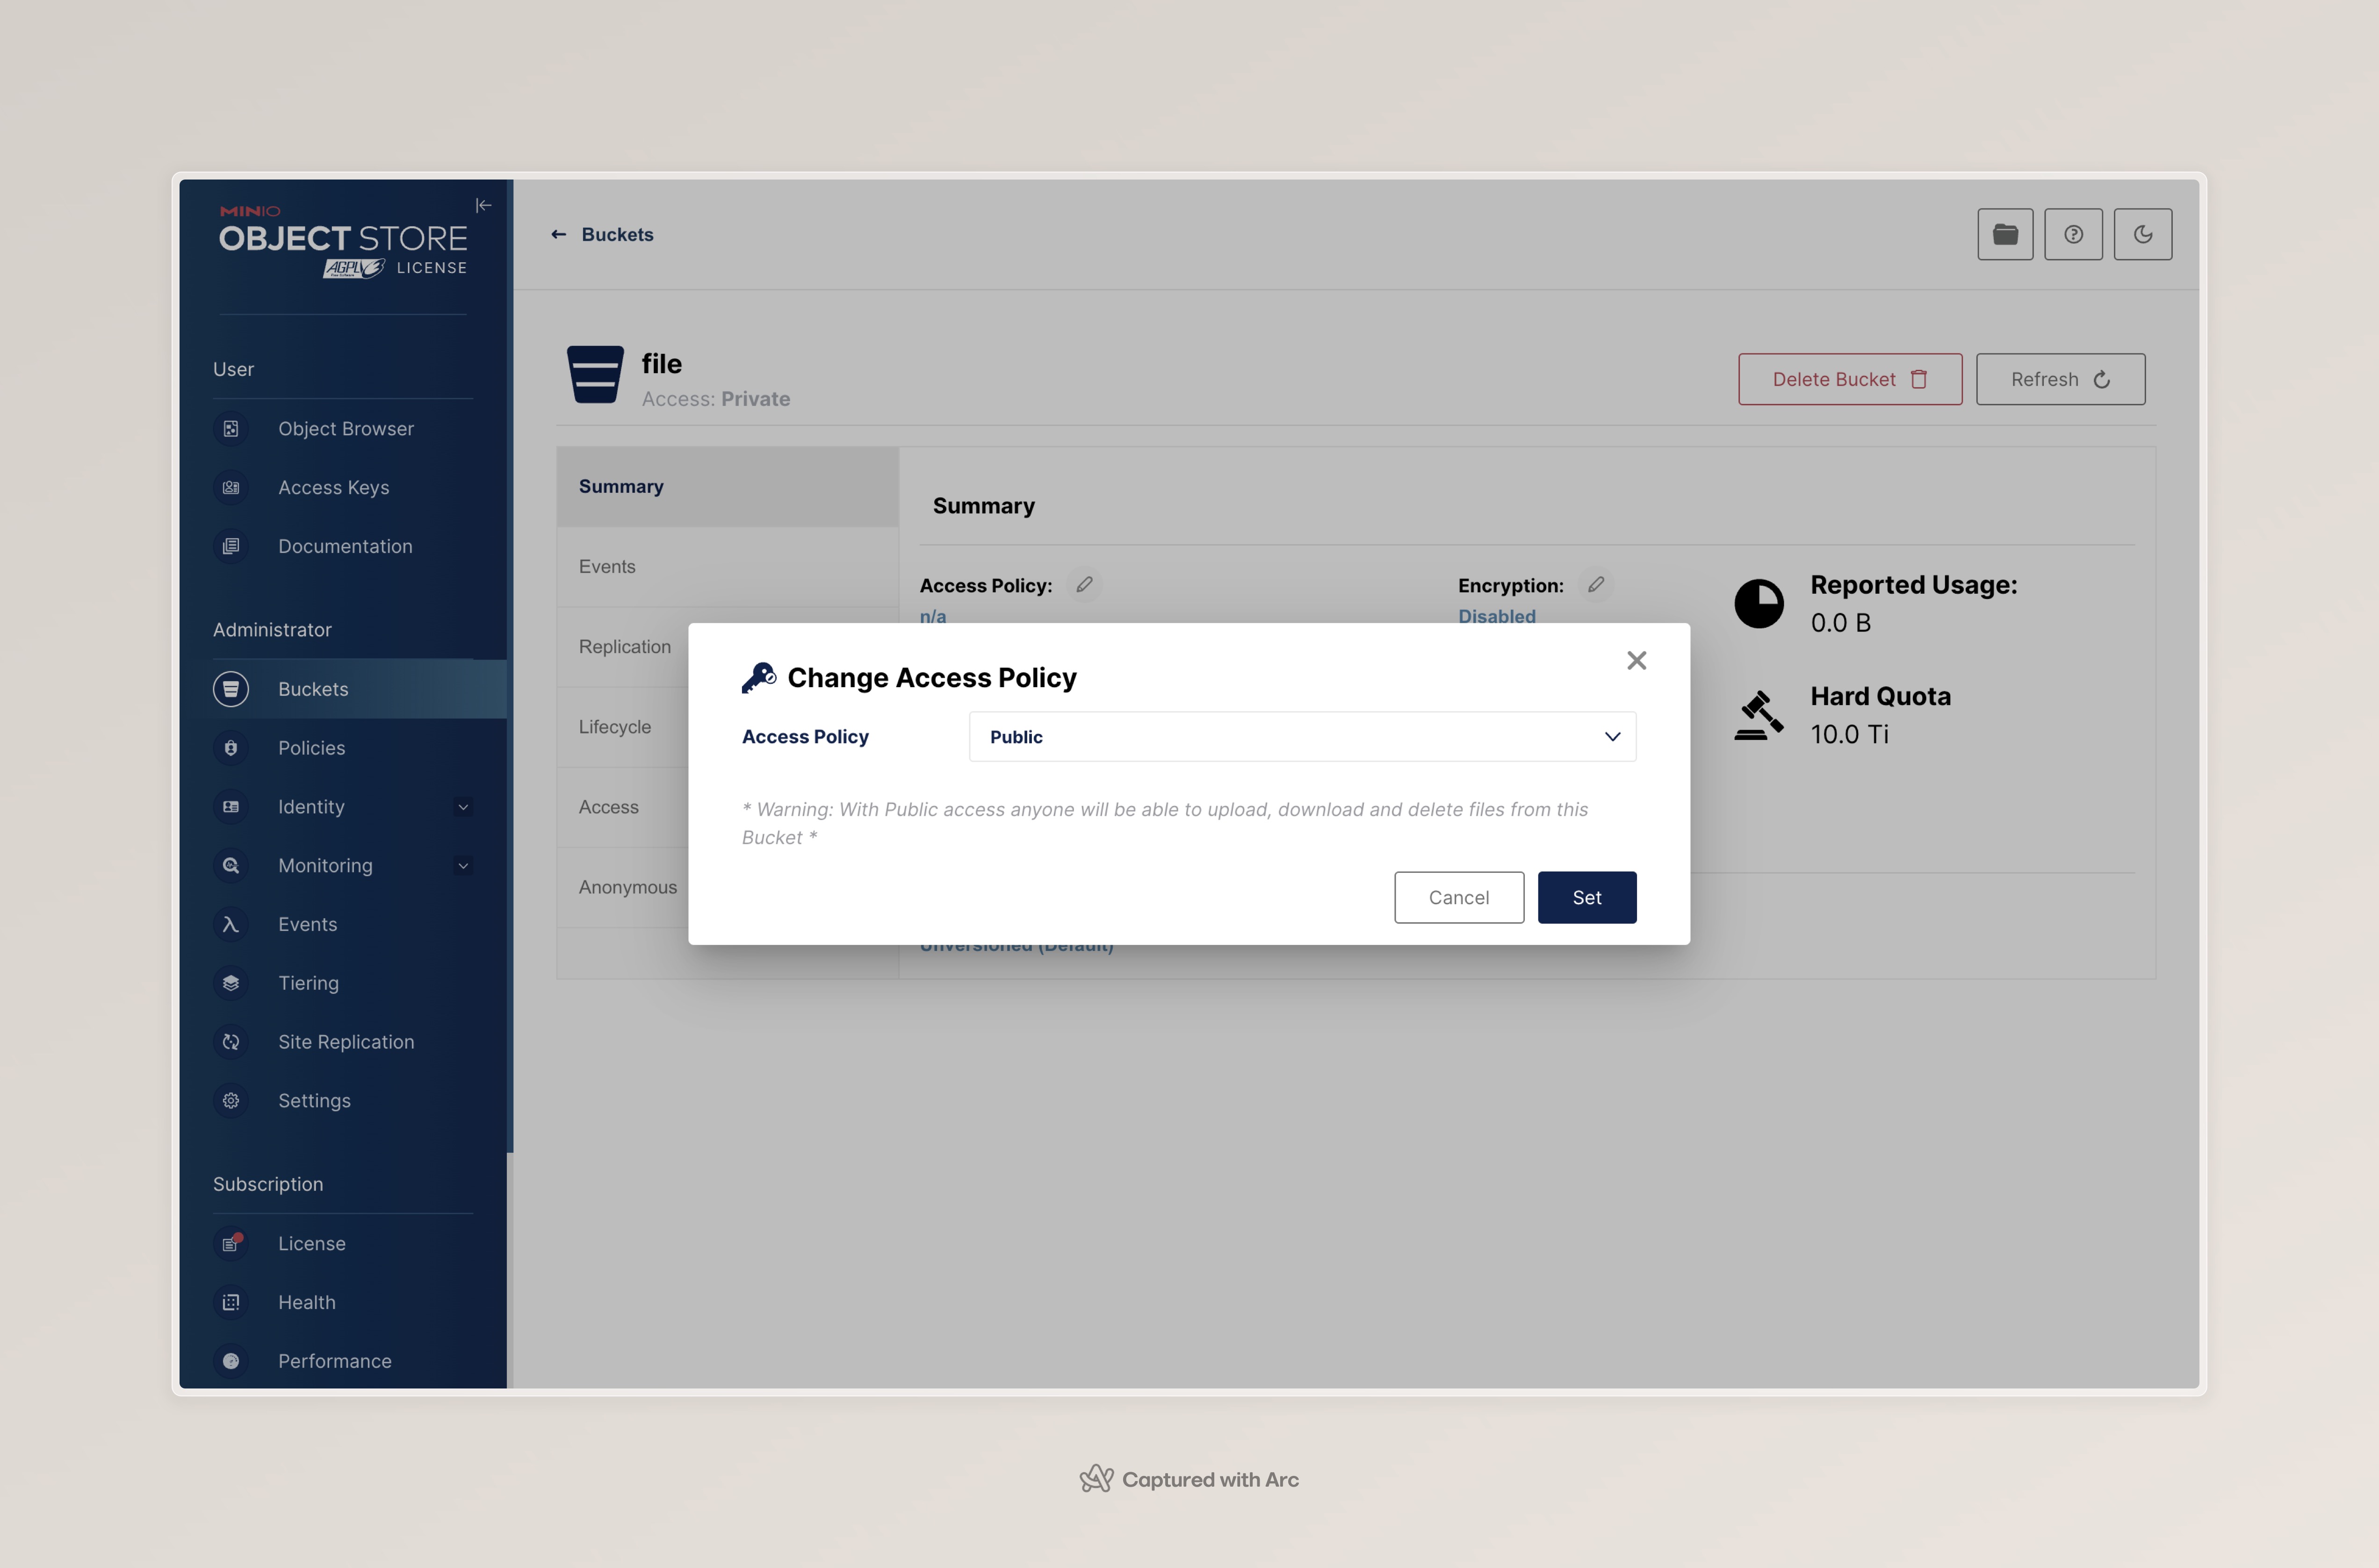 MINIO
OBJECT STORE
AGPLv3 LICENSE
User
Object Browser
Access Keys
Documentation
Administrator
Buckets
Policies
Identity
Monitoring
Events
Tiering
Site Replication
Settings
Subscription
License
Health
Performance
Buckets
file
Access: Private
Delete Bucket
Refresh
Summary
Events
Replication
Lifecycle
Access
Anonymous
Summary
Access Policy:
n/a
Encryption:
Disabled
Reported Usage:
0.0 B
Hard Quota
10.0 Ti
Change Access Policy
Access Policy
Public
* Warning: With Public access anyone will be able to upload, download and delete files from this
Bucket *
Cancel
Set
Unversioned (Default)
Captured with Arc